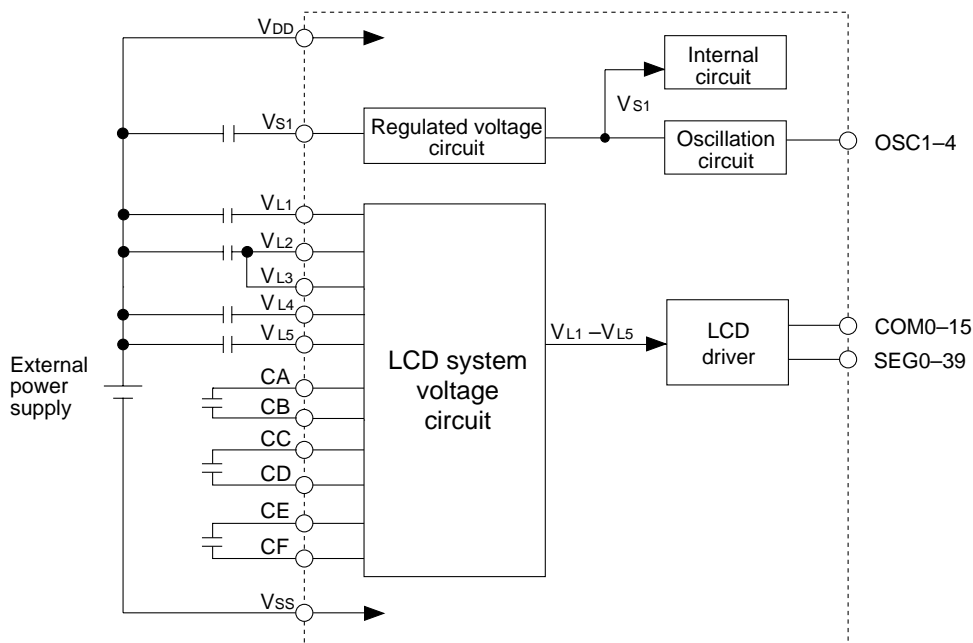 VDD
Internal
circuit
VS1
VS1
Regulated voltage
circuit
Oscillation
circuit
OSC1–4
VL1
VL2
VL3
VL4
VL5
LCD system
voltage
circuit
VL1 –VL5
LCD
driver
COM0–15
SEG0–39
External
power
supply
CA
CB
CC
CD
CE
CF
VSS